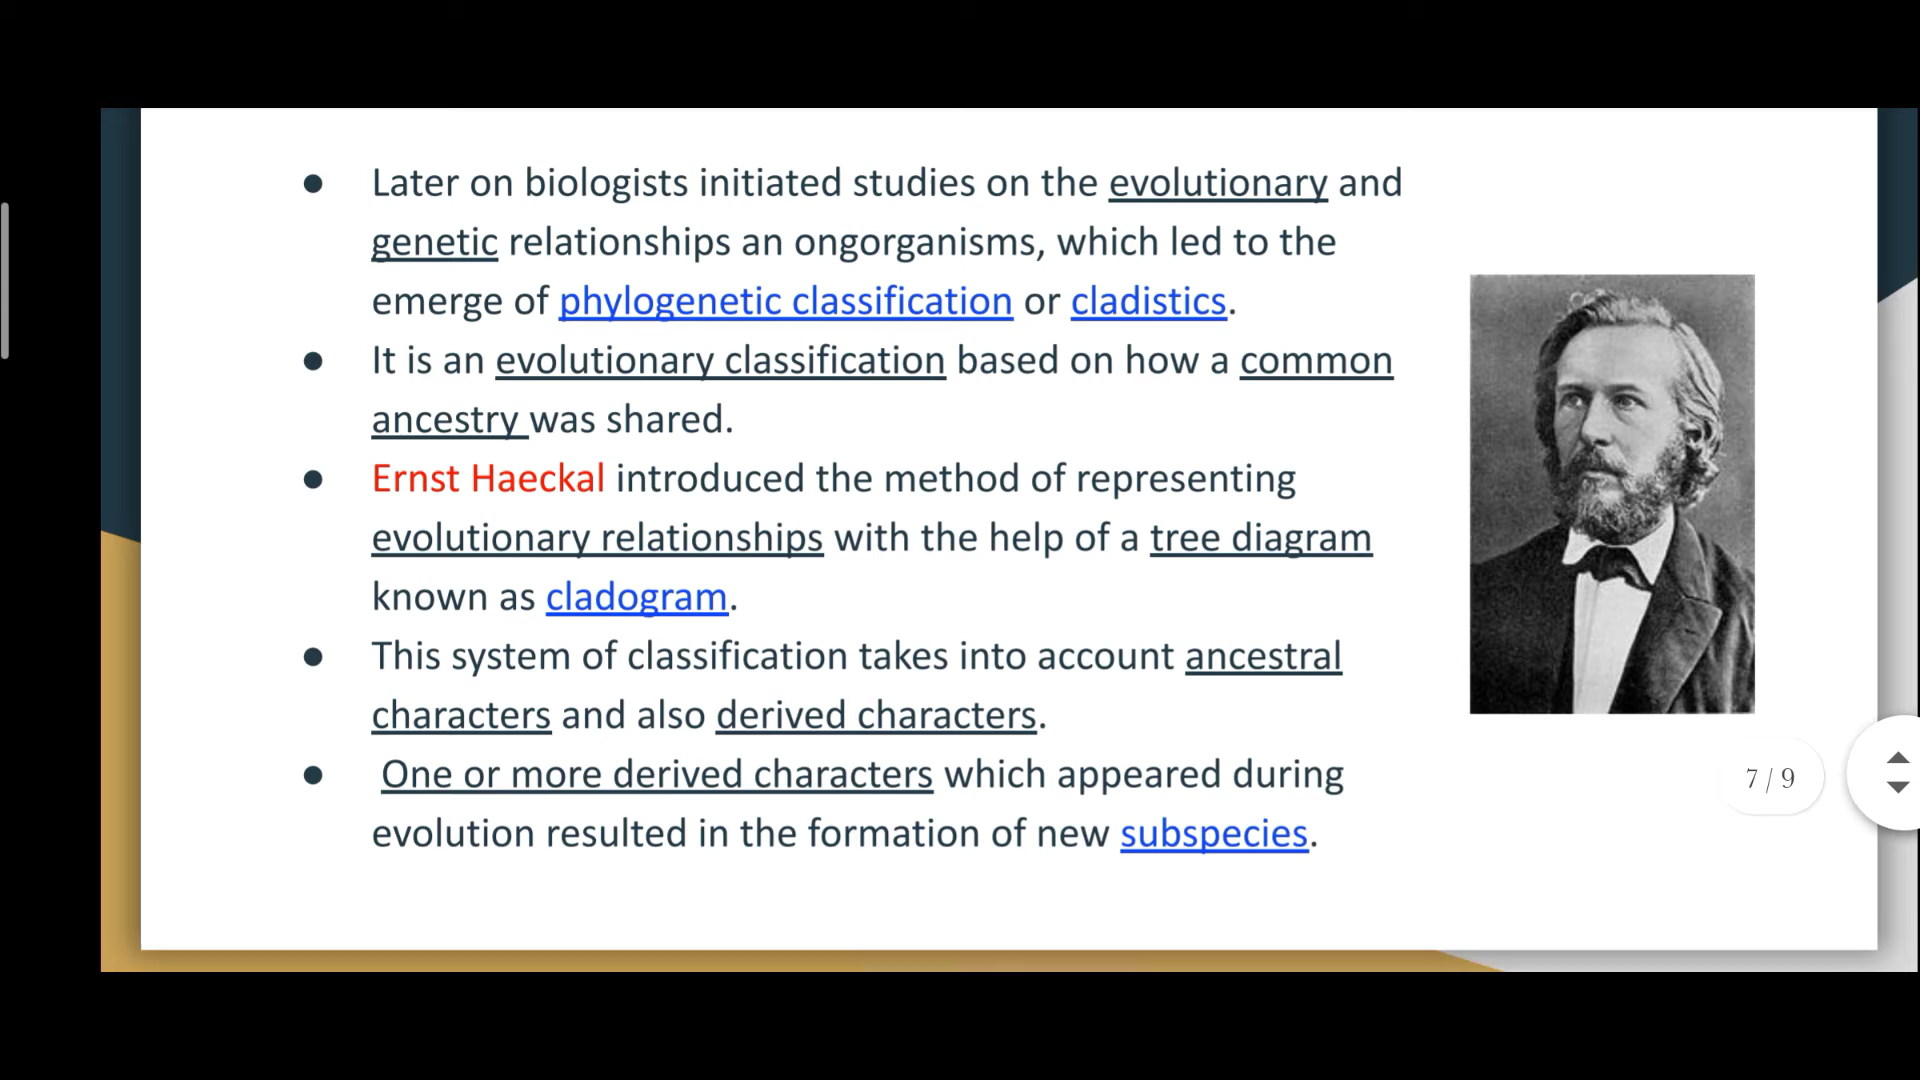 ● Later on biologists initiated studies on the evolutionary and
genetic relationships an ongorganisms, which led to the
emerge of phylogenetic classification or cladistics.
● It is an evolutionary classification based on how a common
ancestry was shared.
● Ernst Haeckal introduced the method of representing
evolutionary relationships with the help of a tree diagram
known as cladogram.
● This system of classification takes into account ancestral
characters and also derived characters.
● One or more derived characters which appeared during
evolution resulted in the formation of new subspecies.
7 / 9